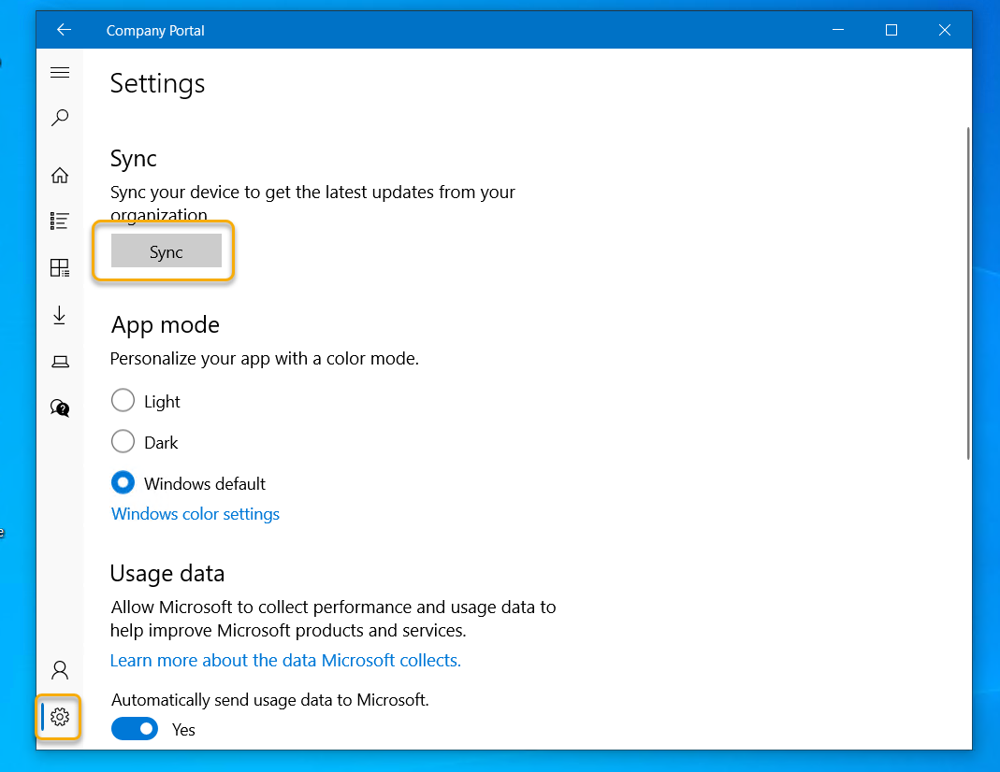 Company Portal
Settings
Sync
Sync your device to get the latest updates from your
organization
Sync
App mode
Personalize your app with a color mode.
Light
Dark
Windows default
Windows color settings
Usage data
Allow Microsoft to collect performance and usage data to
help improve Microsoft products and services.
Learn more about the data Microsoft collects.
Automatically send usage data to Microsoft.
Yes